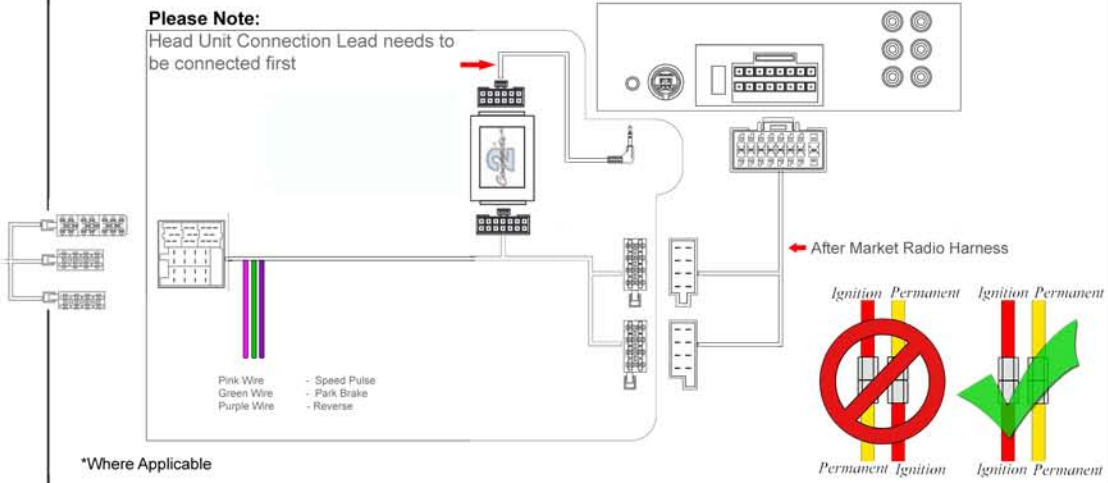 Please Note:
Head Unit Connection Lead needs to
be connected first
After Market Radio Harness
Ignition Permanent
Ignition Permanent
Pink Wire - Speed Pulse
Green Wire - Park Brake
Purple Wire - Reverse
Permanent Ignition
Ignition Permanent
*Where Applicable